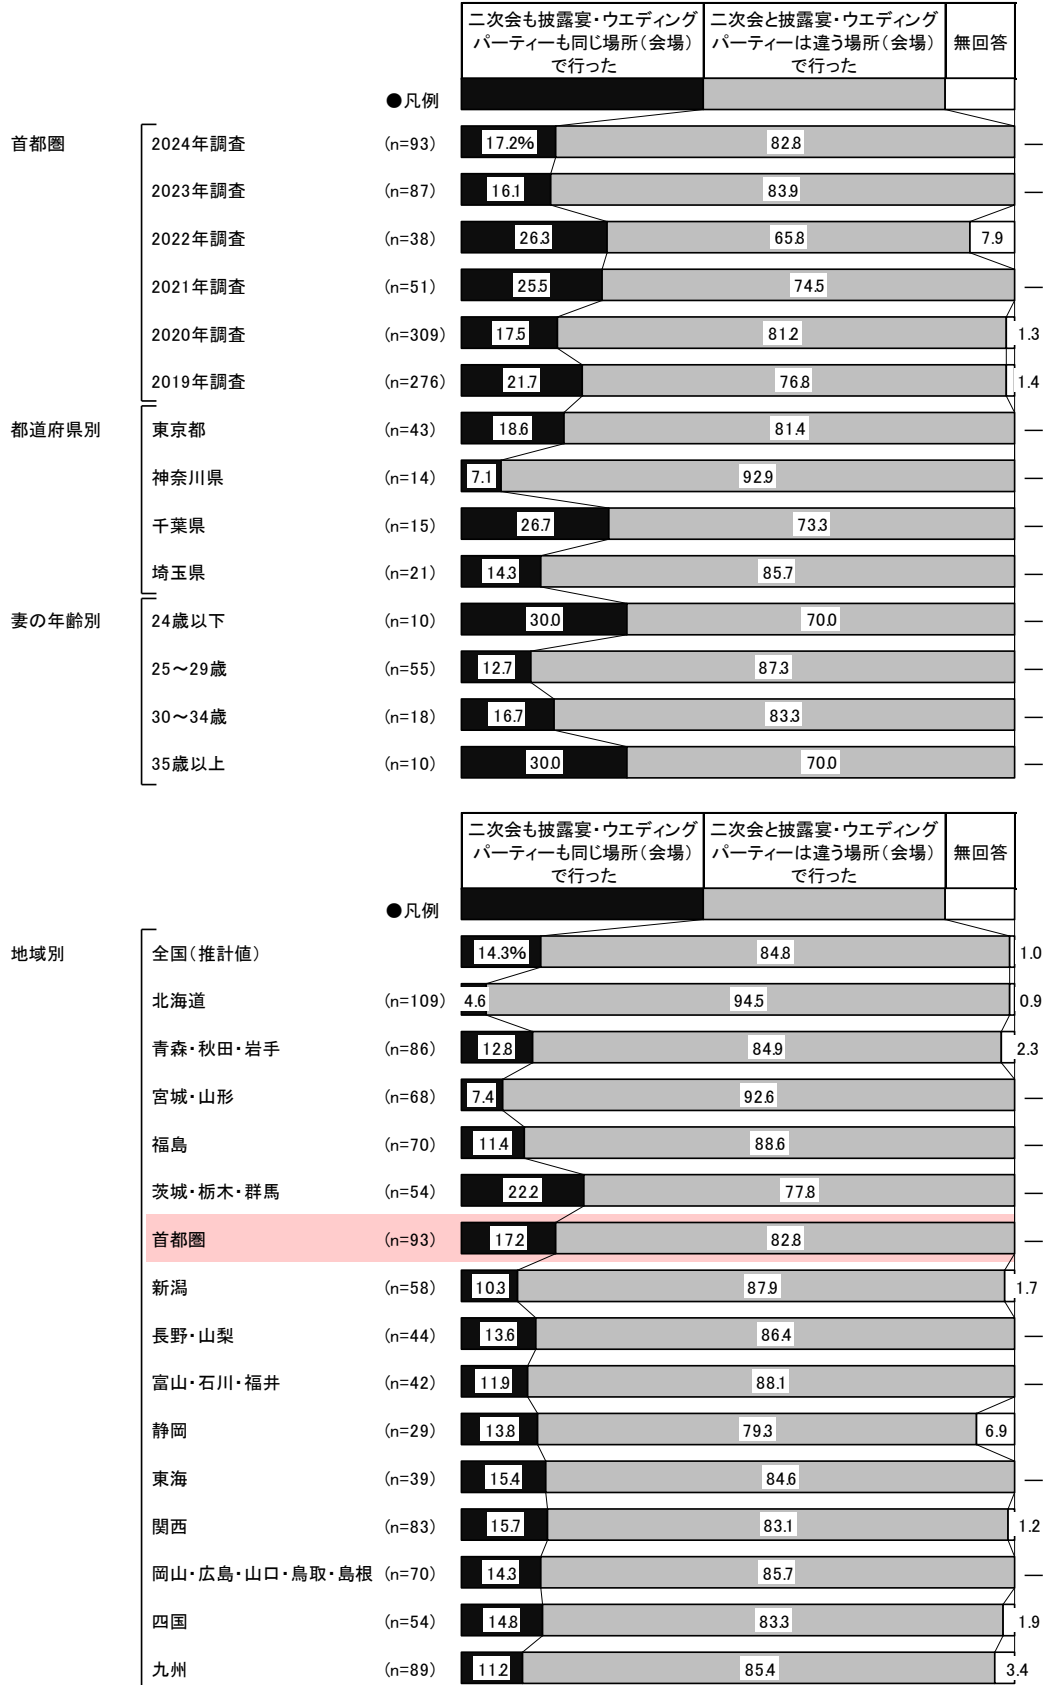 二次会も披露宴・ウエディング
パーティーも同じ場所(会場)
で行った
二次会と披露宴・ウエディング
パーティーは違う場所(会場)
で行った
無回答
●凡例
首都圏 2024年調査 (n=93) 17.2% 82.8 —
2023年調査 (n=87) 16.1 83.9 —
2022年調査 (n=38) 26.3 65.8 7.9
2021年調査 (n=51) 25.5 74.5 —
2020年調査 (n=309) 17.5 81.2 1.3
2019年調査 (n=276) 21.7 76.8 1.4
都道府県別 東京都 (n=43) 18.6 81.4 —
神奈川県 (n=14) 7.1 92.9 —
千葉県 (n=15) 26.7 73.3 —
埼玉県 (n=21) 14.3 85.7 —
妻の年齢別 24歳以下 (n=10) 30.0 70.0 —
25〜29歳 (n=55) 12.7 87.3 —
30〜34歳 (n=18) 16.7 83.3 —
35歳以上 (n=10) 30.0 70.0 —
二次会も披露宴・ウエディング
パーティーも同じ場所(会場)
で行った
二次会と披露宴・ウエディング
パーティーは違う場所(会場)
で行った
無回答
●凡例
地域別 全国(推計値) 14.3% 84.8 1.0
北海道 (n=109) 4.6 94.5 0.9
青森・秋田・岩手 (n=86) 12.8 84.9 2.3
宮城・山形 (n=68) 7.4 92.6 —
福島 (n=70) 11.4 88.6 —
茨城・栃木・群馬 (n=54) 22.2 77.8 —
首都圏 (n=93) 17.2 82.8 —
新潟 (n=58) 10.3 87.9 1.7
長野・山梨 (n=44) 13.6 86.4 —
富山・石川・福井 (n=42) 11.9 88.1 —
静岡 (n=29) 13.8 79.3 6.9
東海 (n=39) 15.4 84.6 —
関西 (n=83) 15.7 83.1 1.2
岡山・広島・山口・鳥取・島根 (n=70) 14.3 85.7 —
四国 (n=54) 14.8 83.3 1.9
九州 (n=89) 11.2 85.4 3.4